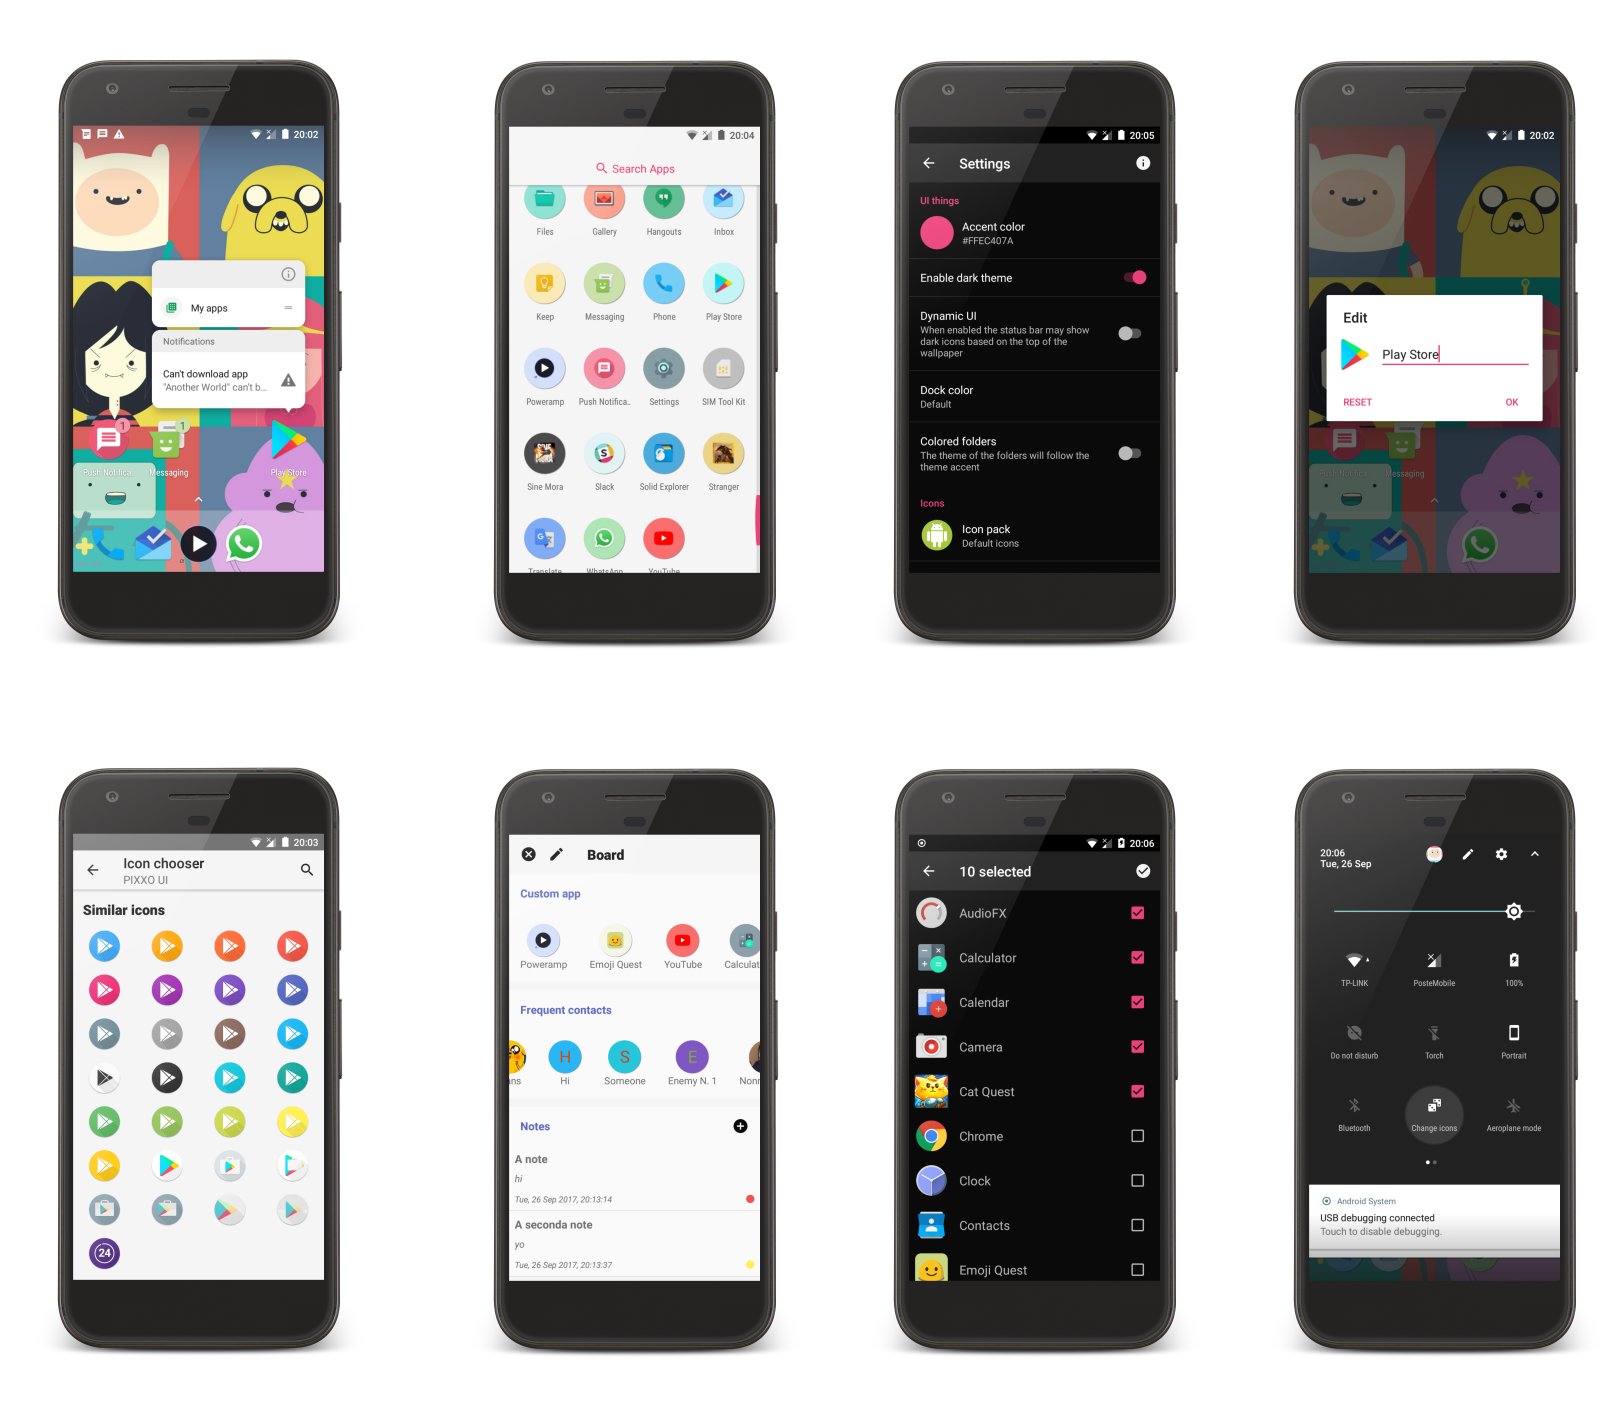 20:02
My apps
Notifications
Can't download app
"Another World" can't b...
1
1
Push Notifica..
Messaging
Play Store
20:04
Search Apps
Files
Gallery
Hangouts
Inbox
Keep
Messaging
Phone
Play Store
Poweramp
Push Notifica..
Settings
SIM Tool Kit
Sine Mora
Slack
Solid Explorer
Stranger
Translate
WhatsApp
YouTube
20:05
Settings
UI things
Accent color
#FFEC407A
Enable dark theme
Dynamic UI
When enabled the status bar may show
dark icons based on the top of the
wallpaper
Dock color
Default
Colored folders
The theme of the folders will follow the
theme accent
Icons
Icon pack
Default icons
20:02
Edit
Play Store
RESET
OK
Messaging
20:03
Icon chooser
PIXXO UI
Similar icons
24
Board
Custom app
Poweramp
Emoji Quest
YouTube
Calculat
Frequent contacts
H
S
E
ns
Hi
Someone
Enemy N. 1
Nonn
Notes
A note
hi
Tue, 26 Sep 2017, 20:13:14
A seconda note
yo
Tue, 26 Sep 2017, 20:13:37
20:06
10 selected
AudioFX
Calculator
Calendar
Camera
Cat Quest
Chrome
Clock
Contacts
Emoji Quest
20:06
Tue, 26 Sep
TP-LINK
PosteMobile
100%
Do not disturb
Torch
Portrait
Bluetooth
Change icons
Aeroplane mode
Android System
USB debugging connected
Touch to disable debugging.